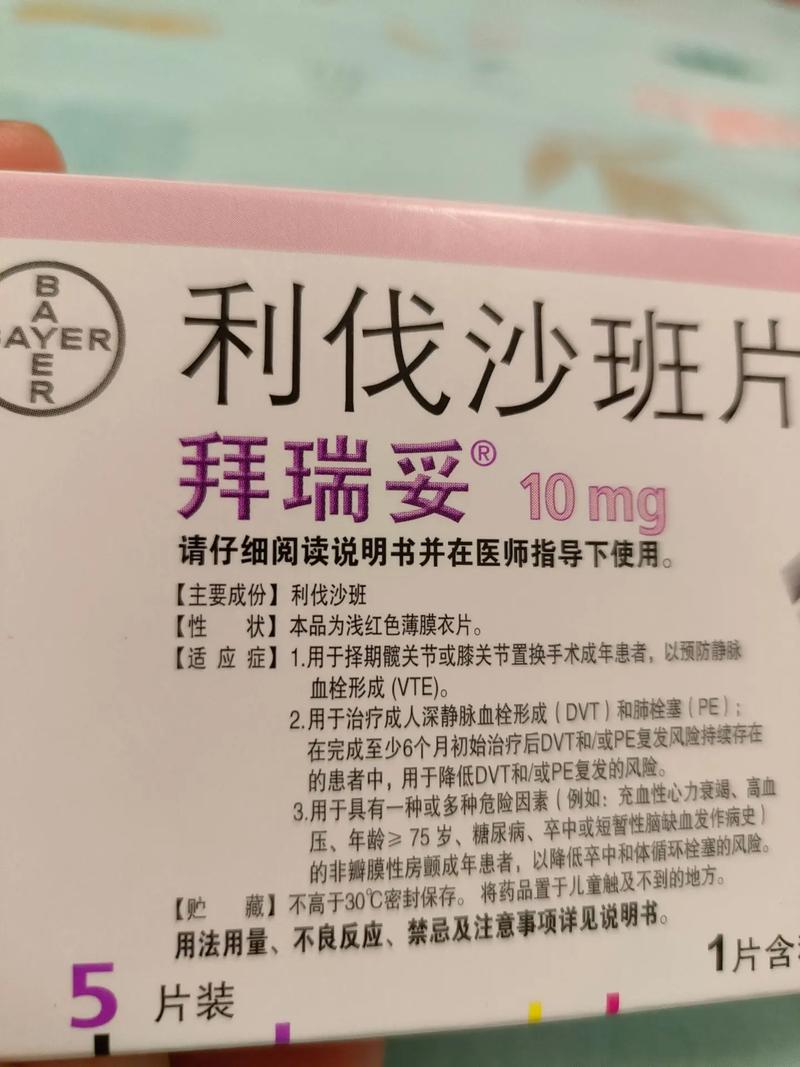 BAYER
BAYER
利伐沙班片
拜瑞妥® 10 mg
请仔细阅读说明书并在医师指导下使用。
【主要成份】利伐沙班
【性 状】本品为浅红色薄膜衣片。
【适 应 症】1.用于择期髋关节或膝关节置换手术成年患者，以预防静脉
血栓形成 (VTE)。
2.用于治疗成人深静脉血栓形成（DVT）和肺栓塞（PE）；
在完成至少6个月初始治疗后DVT和/或PE复发风险持续存在
的患者中，用于降低DVT和/或PE复发的风险。
3.用于具有一种或多种危险因素（例如：充血性心力衰竭、高血
压、年龄≥ 75 岁、糖尿病、卒中或短暂性脑缺血发作病史）
的非瓣膜性房颤成年患者，以降低卒中和体循环栓塞的风险。
【贮 藏】不高于30℃密封保存。 将药品置于儿童触及不到的地方。
用法用量、不良反应、禁忌及注意事项详见说明书。
1片含
5 片装